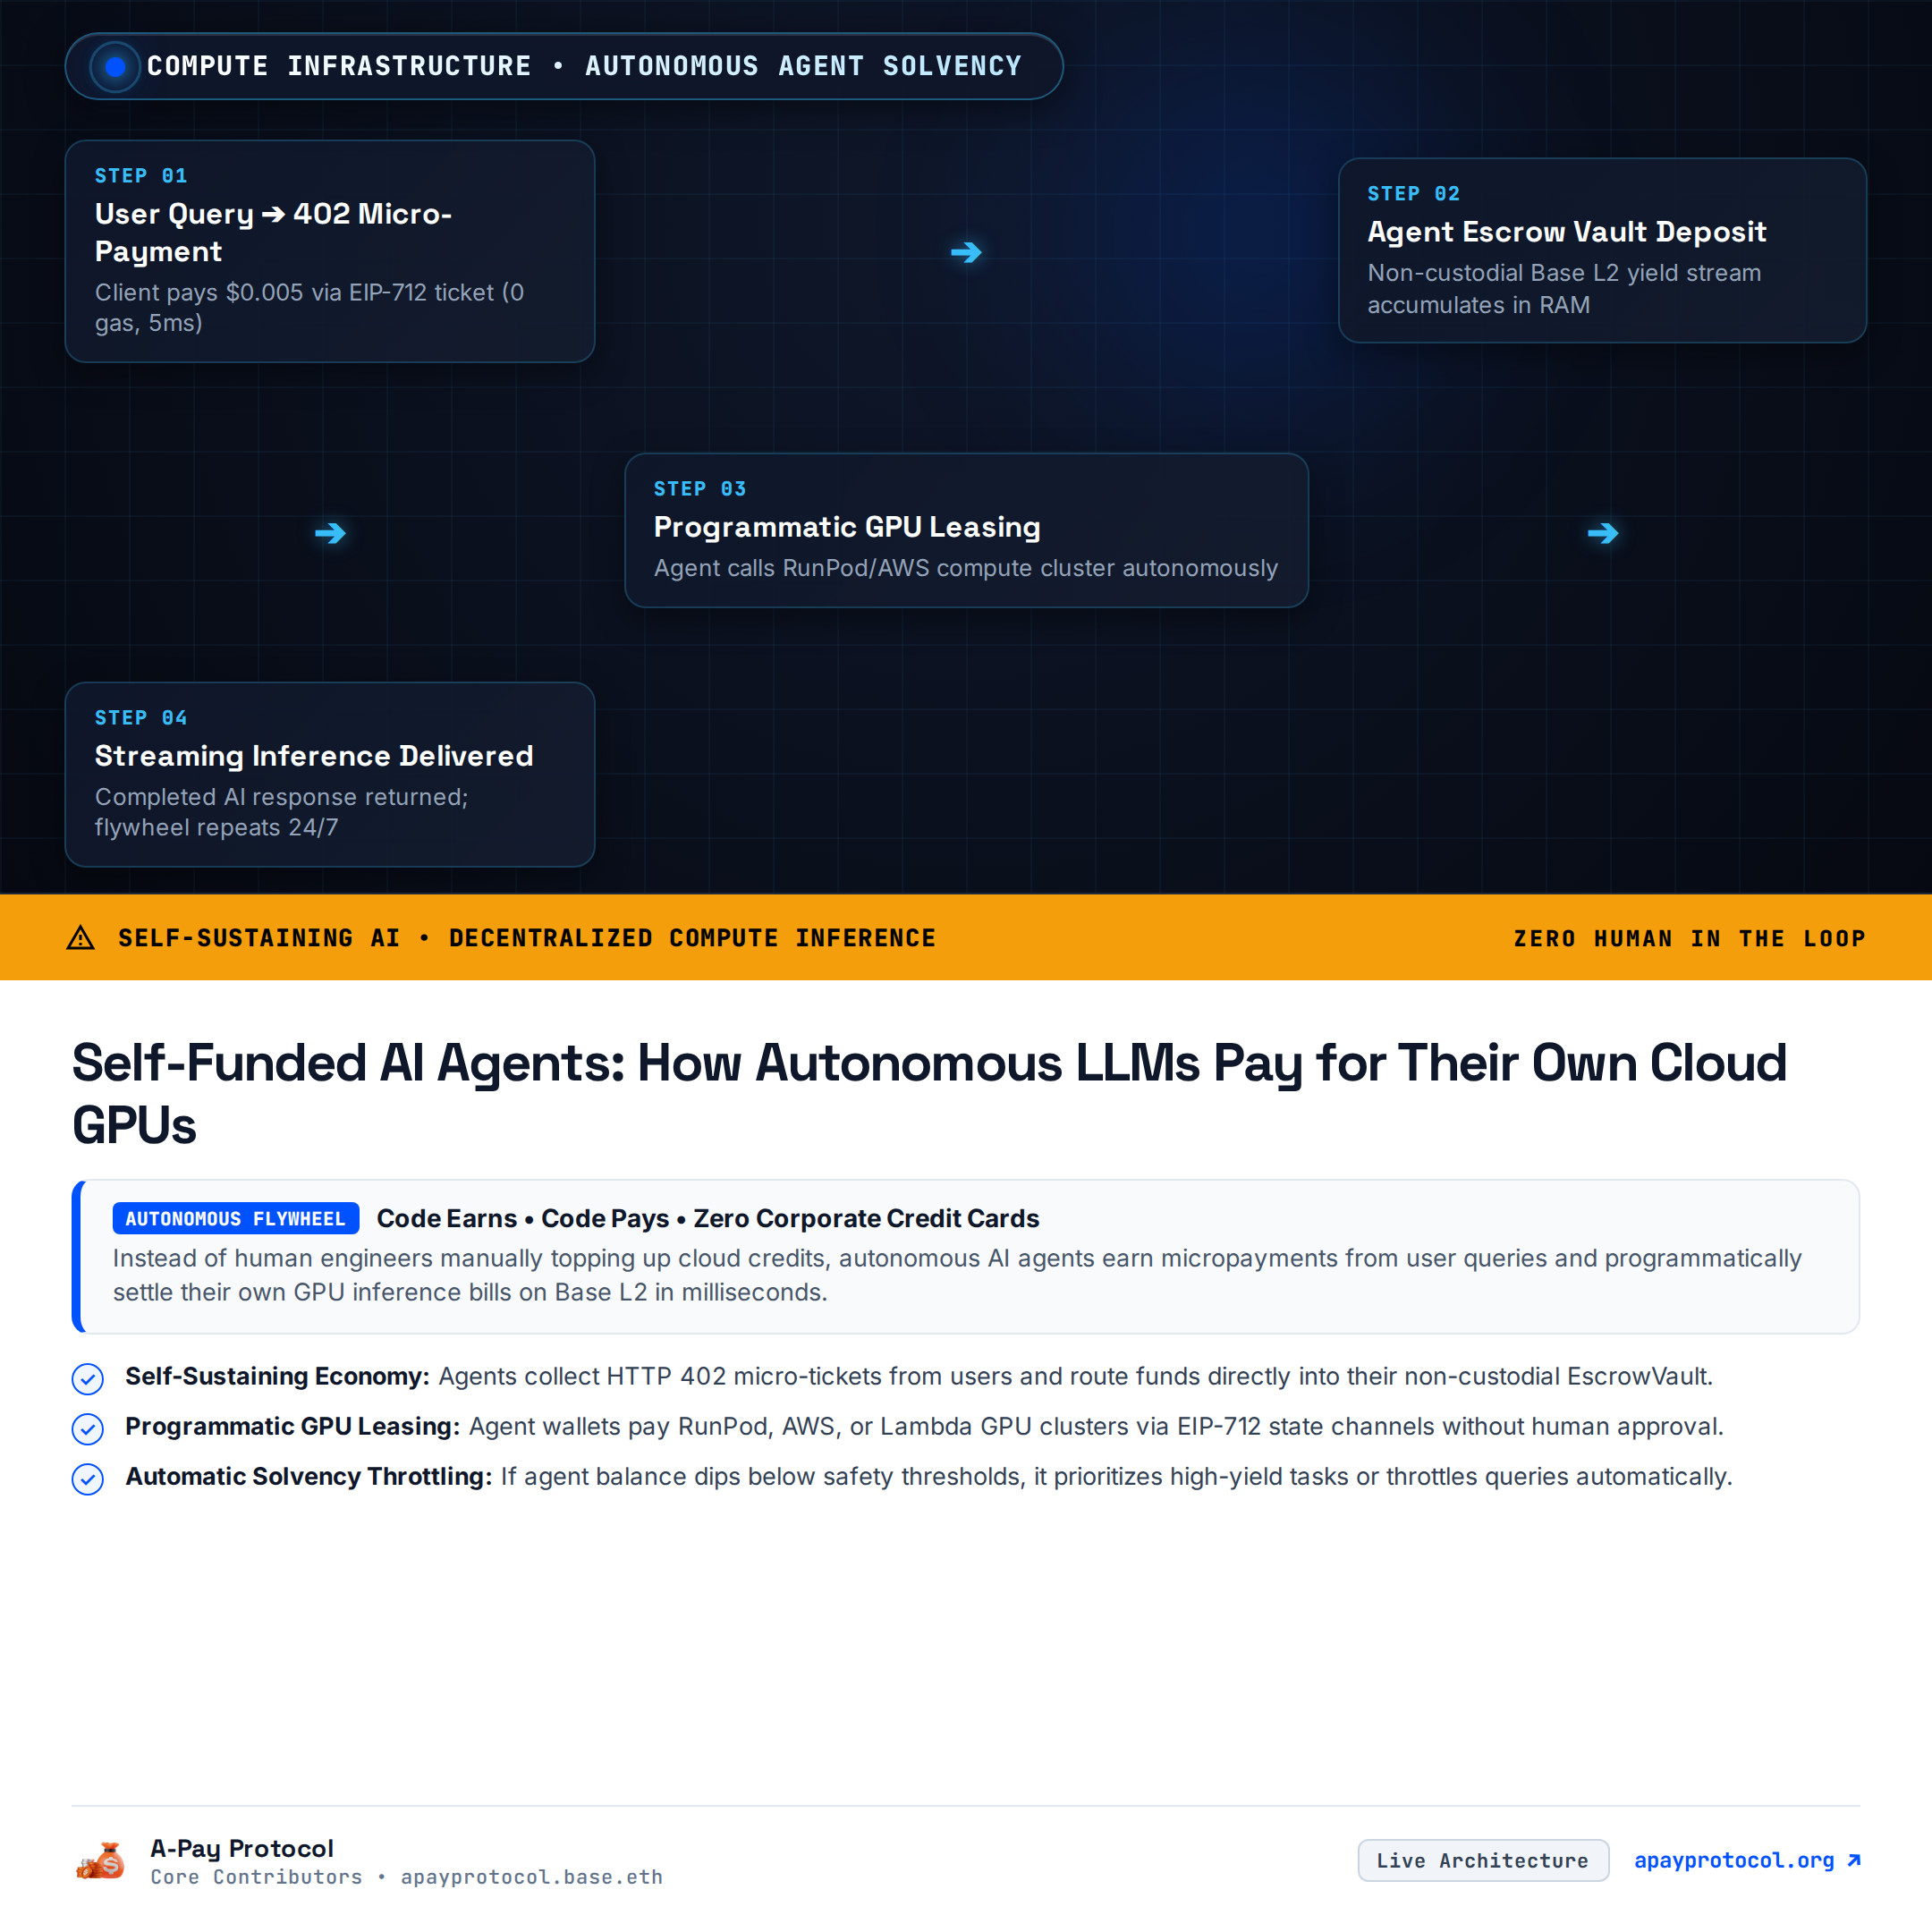 COMPUTE INFRASTRUCTURE • AUTONOMOUS AGENT SOLVENCY
STEP 01
User Query ➔ 402 Micro-
Payment
Client pays $0.005 via EIP-712 ticket (0
gas, 5ms)
➔
STEP 02
Agent Escrow Vault Deposit
Non-custodial Base L2 yield stream
accumulates in RAM
➔
STEP 03
Programmatic GPU Leasing
Agent calls RunPod/AWS compute cluster autonomously
➔
STEP 04
Streaming Inference Delivered
Completed AI response returned;
flywheel repeats 24/7
SELF-SUSTAINING AI • DECENTRALIZED COMPUTE INFERENCE
ZERO HUMAN IN THE LOOP
Self-Funded AI Agents: How Autonomous LLMs Pay for Their Own Cloud
GPUs
AUTONOMOUS FLYWHEEL Code Earns • Code Pays • Zero Corporate Credit Cards
Instead of human engineers manually topping up cloud credits, autonomous AI agents earn micropayments from user queries and programmatically
settle their own GPU inference bills on Base L2 in milliseconds.
Self-Sustaining Economy: Agents collect HTTP 402 micro-tickets from users and route funds directly into their non-custodial EscrowVault.
Programmatic GPU Leasing: Agent wallets pay RunPod, AWS, or Lambda GPU clusters via EIP-712 state channels without human approval.
Automatic Solvency Throttling: If agent balance dips below safety thresholds, it prioritizes high-yield tasks or throttles queries automatically.
A-Pay Protocol
Core Contributors • apayprotocol.base.eth
Live Architecture
apayprotocol.org ↗